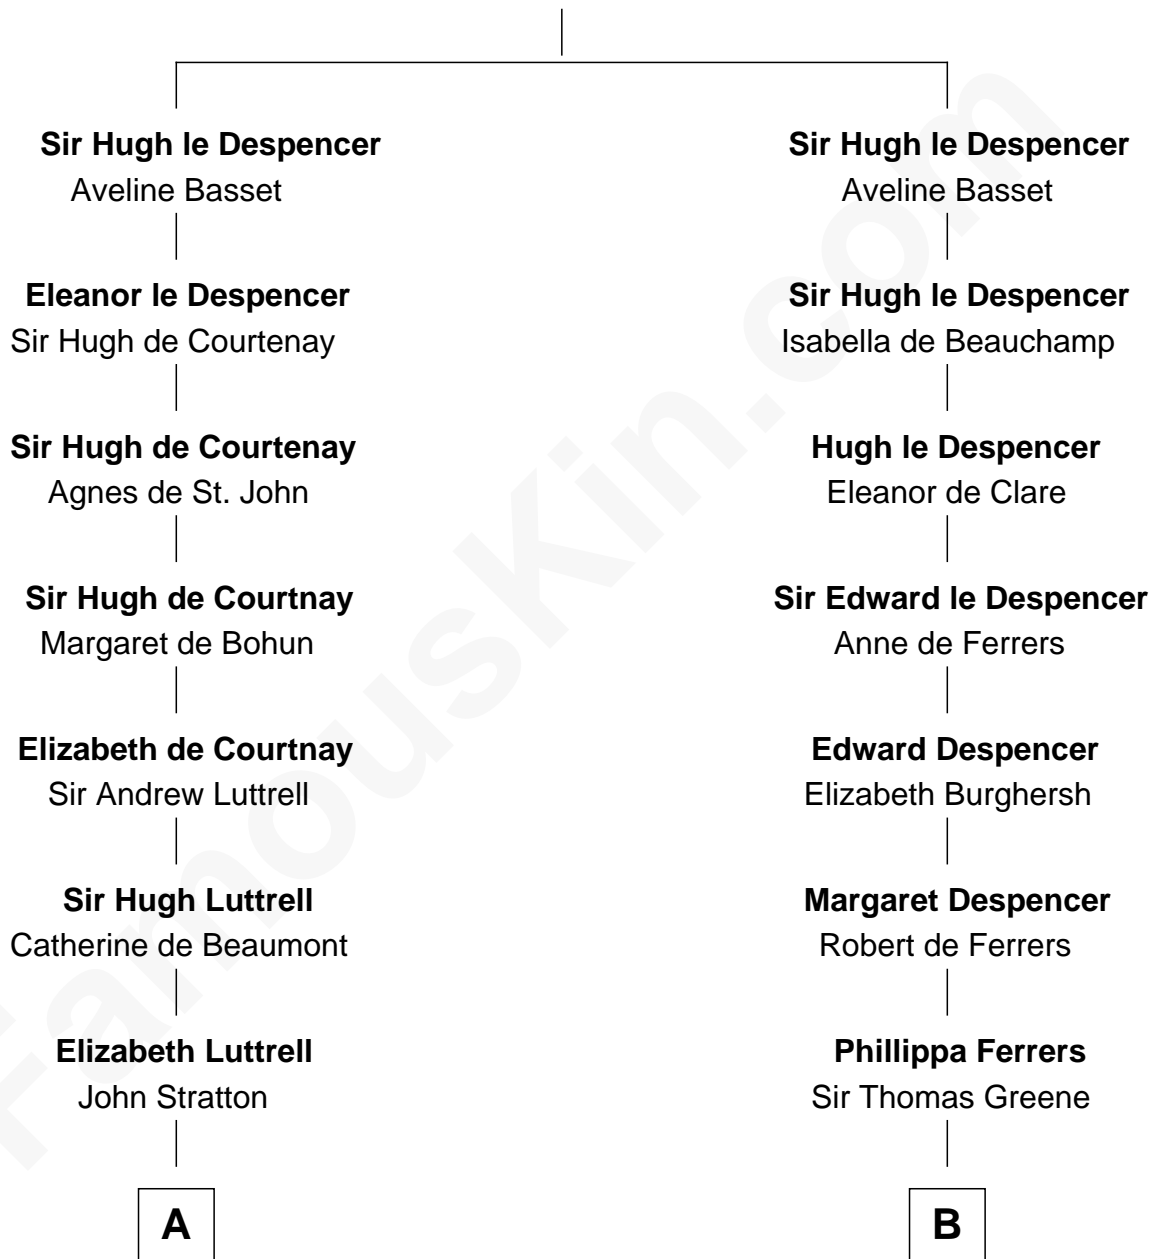 Sir Hugh le Despencer
Aveline Basset
Eleanor le Despencer
Sir Hugh de Courtenay
Sir Hugh de Courtenay
Agnes de St. John
Sir Hugh de Courtnay
Margaret de Bohun
Elizabeth de Courtnay
Sir Andrew Luttrell
Sir Hugh Luttrell
Catherine de Beaumont
Elizabeth Luttrell
John Stratton
A
Sir Hugh le Despencer
Aveline Basset
Sir Hugh le Despencer
Isabella de Beauchamp
Hugh le Despencer
Eleanor de Clare
Sir Edward le Despencer
Anne de Ferrers
Edward Despencer
Elizabeth Burghersh
Margaret Despencer
Robert de Ferrers
Phillippa Ferrers
Sir Thomas Greene
B
FamousKin.com